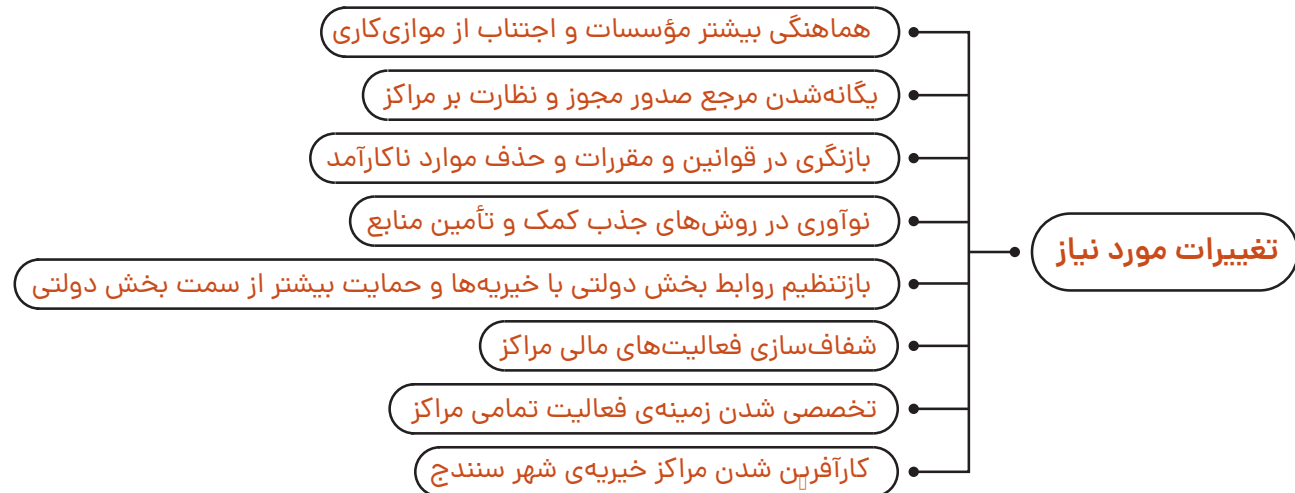 تغییرات مورد نیاز
هماهنگی بیشتر مؤسسات و اجتناب از موازی‌کاری
یگانه‌شدن مرجع صدور مجوز و نظارت بر مراکز
بازنگری در قوانین و مقررات و حذف موارد ناکارآمد
نوآوری در روش‌های جذب کمک و تأمین منابع
بازتنظیم روابط بخش دولتی با خیریه‌ها و حمایت بیشتر از سمت بخش دولتی
شفاف‌سازی فعالیت‌های مالی مراکز
تخصصی شدن زمینه‌ی فعالیت تمامی مراکز
کارآفرین شدن مراکز خیریه‌ی شهر سنندج